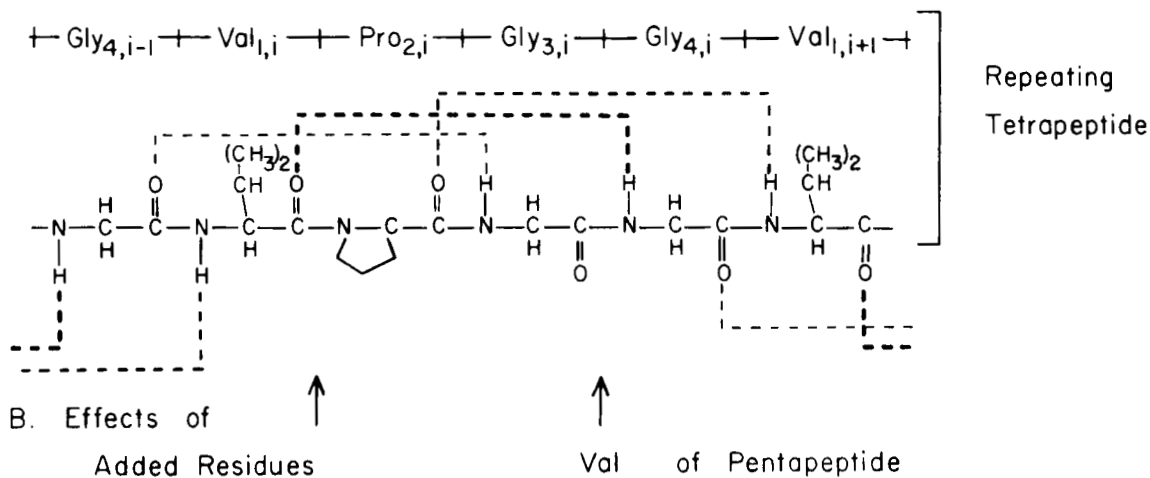 Gly4,i-1 Val1,i Pro2,i Gly3,i Gly4,i Val1,i+1
Repeating
Tetrapeptide
(CH3)2 (CH3)2
O CH O O H H O H CH
N C C N C C N C C N C C N C C N C C
H H H H H H
H H H O H O H O
B. Effects of
Added Residues Val of Pentapeptide